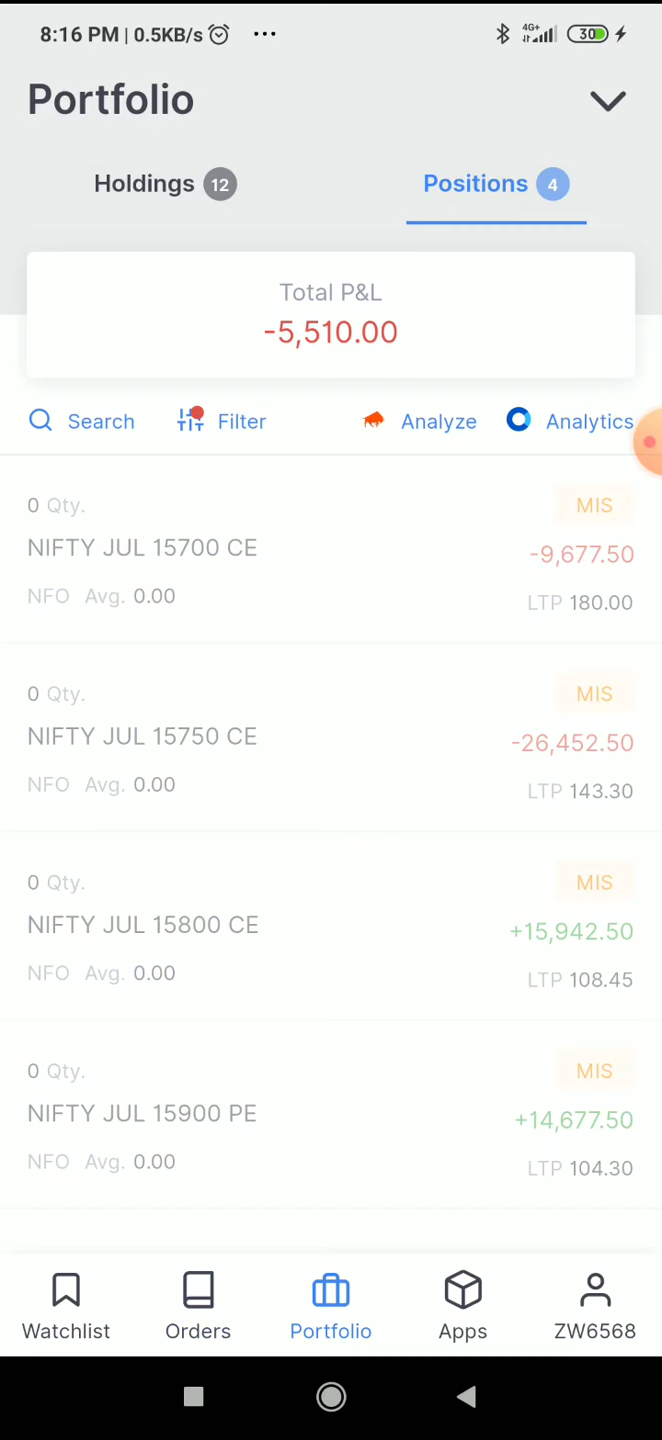 8:16 PM | 0.5KB/s ... 4G+ 30
Portfolio
Holdings 12 Positions 4
Total P&L
-5,510.00
Search Filter Analyze Analytics
0 Qty. MIS
NIFTY JUL 15700 CE -9,677.50
NFO Avg. 0.00 LTP 180.00
0 Qty. MIS
NIFTY JUL 15750 CE -26,452.50
NFO Avg. 0.00 LTP 143.30
0 Qty. MIS
NIFTY JUL 15800 CE +15,942.50
NFO Avg. 0.00 LTP 108.45
0 Qty. MIS
NIFTY JUL 15900 PE +14,677.50
NFO Avg. 0.00 LTP 104.30
Watchlist Orders Portfolio Apps ZW6568